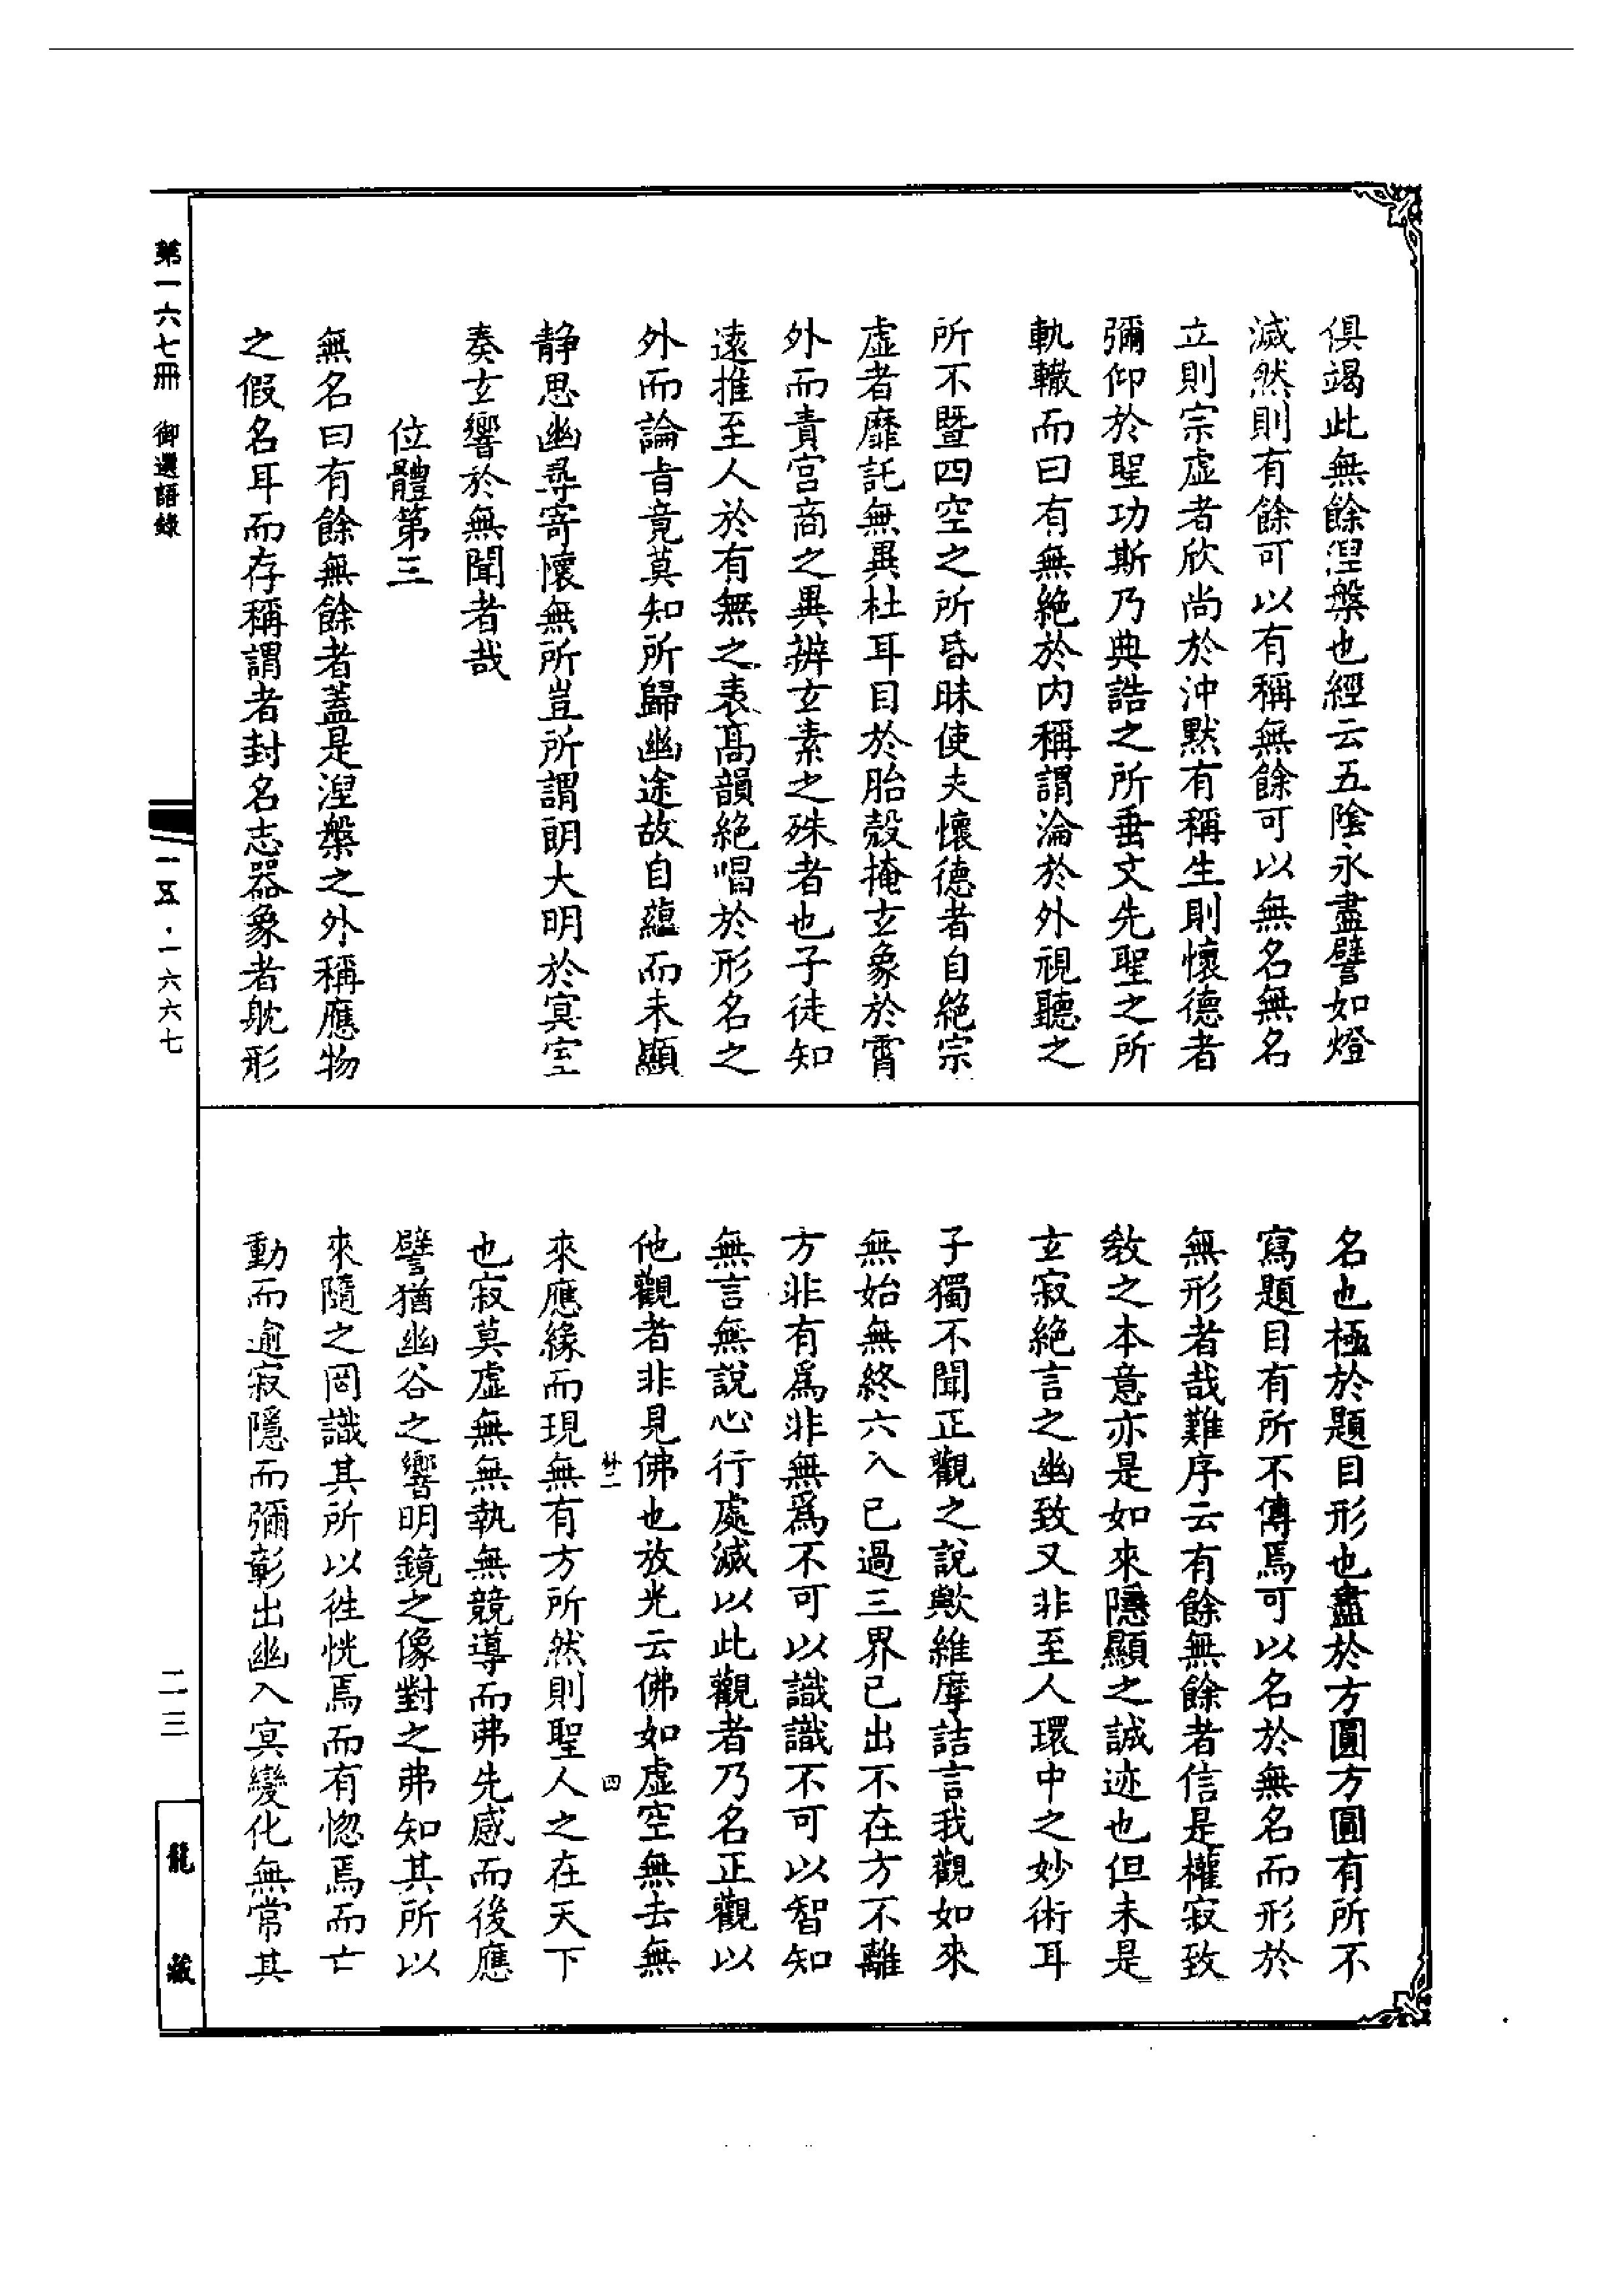 俱竭此無餘涅槃也經云五陰永盡譬如燈
滅然則有餘可以有稱無餘可以無名無名
立則宗虛者欣尚於沖默有稱生則懷德者
彌仰於聖功斯乃典誥之所垂文先聖之所
軌轍而曰有無絶於内稱謂淪於外視聽之
所不暨四空之所昏昧使夫懷德者自絶宗
虛者靡託無異杜耳目於胎殼掩玄象於霄
外而責宫商之異辨玄素之殊者也子徒知
遠推至人於有無之表高韻絶唱於形名之
外而論旨竟莫知所歸幽途故自蘊而未顯
静思幽尋寄懷無所豈所謂朗大明於冥室
奏玄響於無聞者哉
位體第三
無名曰有餘無餘者蓋是涅槃之外稱應物
之假名耳而存稱謂者封名志器象者躭形
名也極於題目形也盡於方圓方圓有所不
寫題目有所不傳焉可以名於無名而形於
無形者哉難序云有餘無餘者信是權寂致
教之本意亦是如來隱顯之誠迹也但未是
玄寂絶言之幽致又非至人環中之妙術耳
子獨不聞正觀之說歟維摩詰言我觀如來
無始無終六入已過三界已出不在方不離
方非有爲非無爲不可以識識不可以智知
無言無說心行處滅以此觀者乃名正觀以
他觀者非見佛也放光云佛如虛空無去無
四
來應緣而現無有方所然則聖人之在天下
也寂莫虛無無執無競導而弗先感而後應
譬猶幽谷之響明鏡之像對之弗知其所以
來隨之罔識其所以徃恍焉而有惚焉而亡
動而逾寂隱而彌彰出幽入冥變化無常其
第一六七冊 御選語錄
一五·一六六七
二三
龍藏